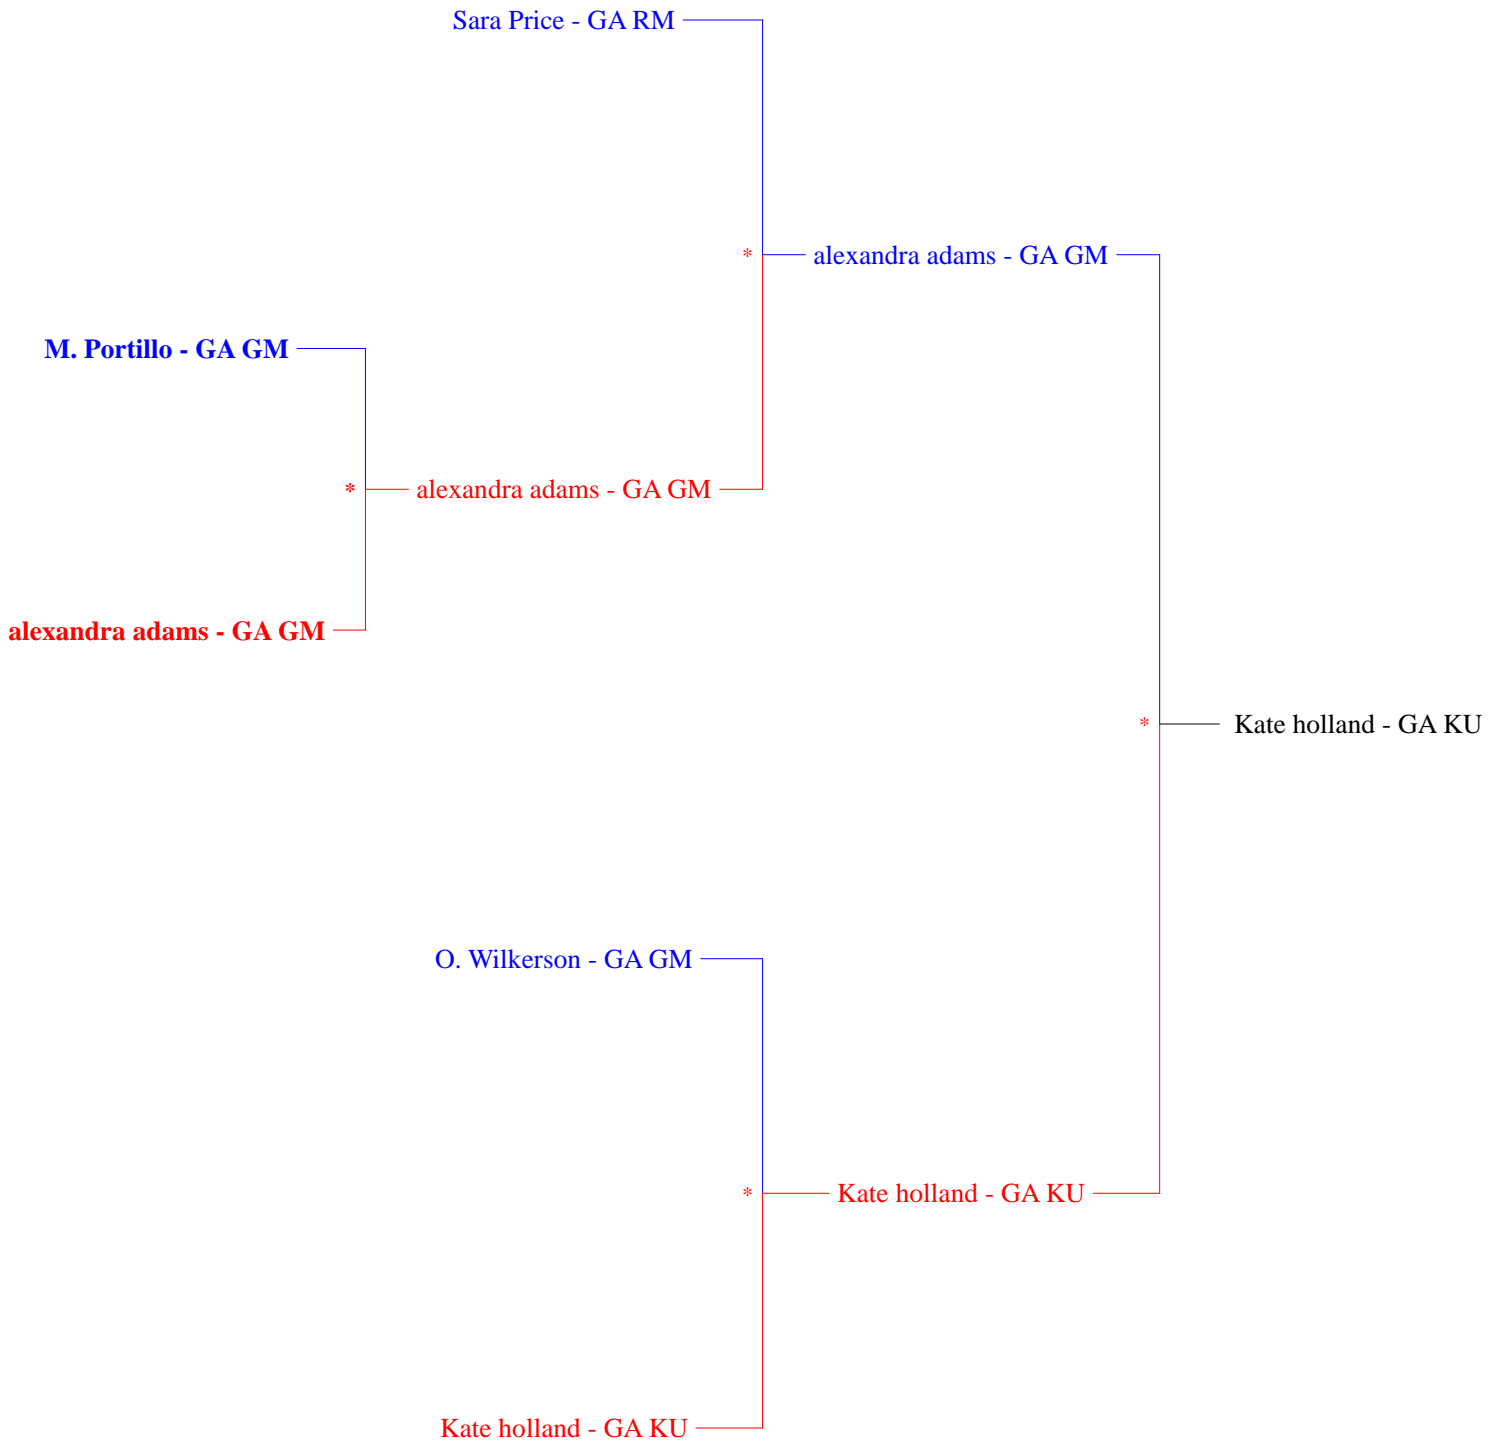 Sara Price - GA RM
* alexandra adams - GA GM
M. Portillo - GA GM
* alexandra adams - GA GM
alexandra adams - GA GM
* Kate holland - GA KU
O. Wilkerson - GA GM
* Kate holland - GA KU
Kate holland - GA KU